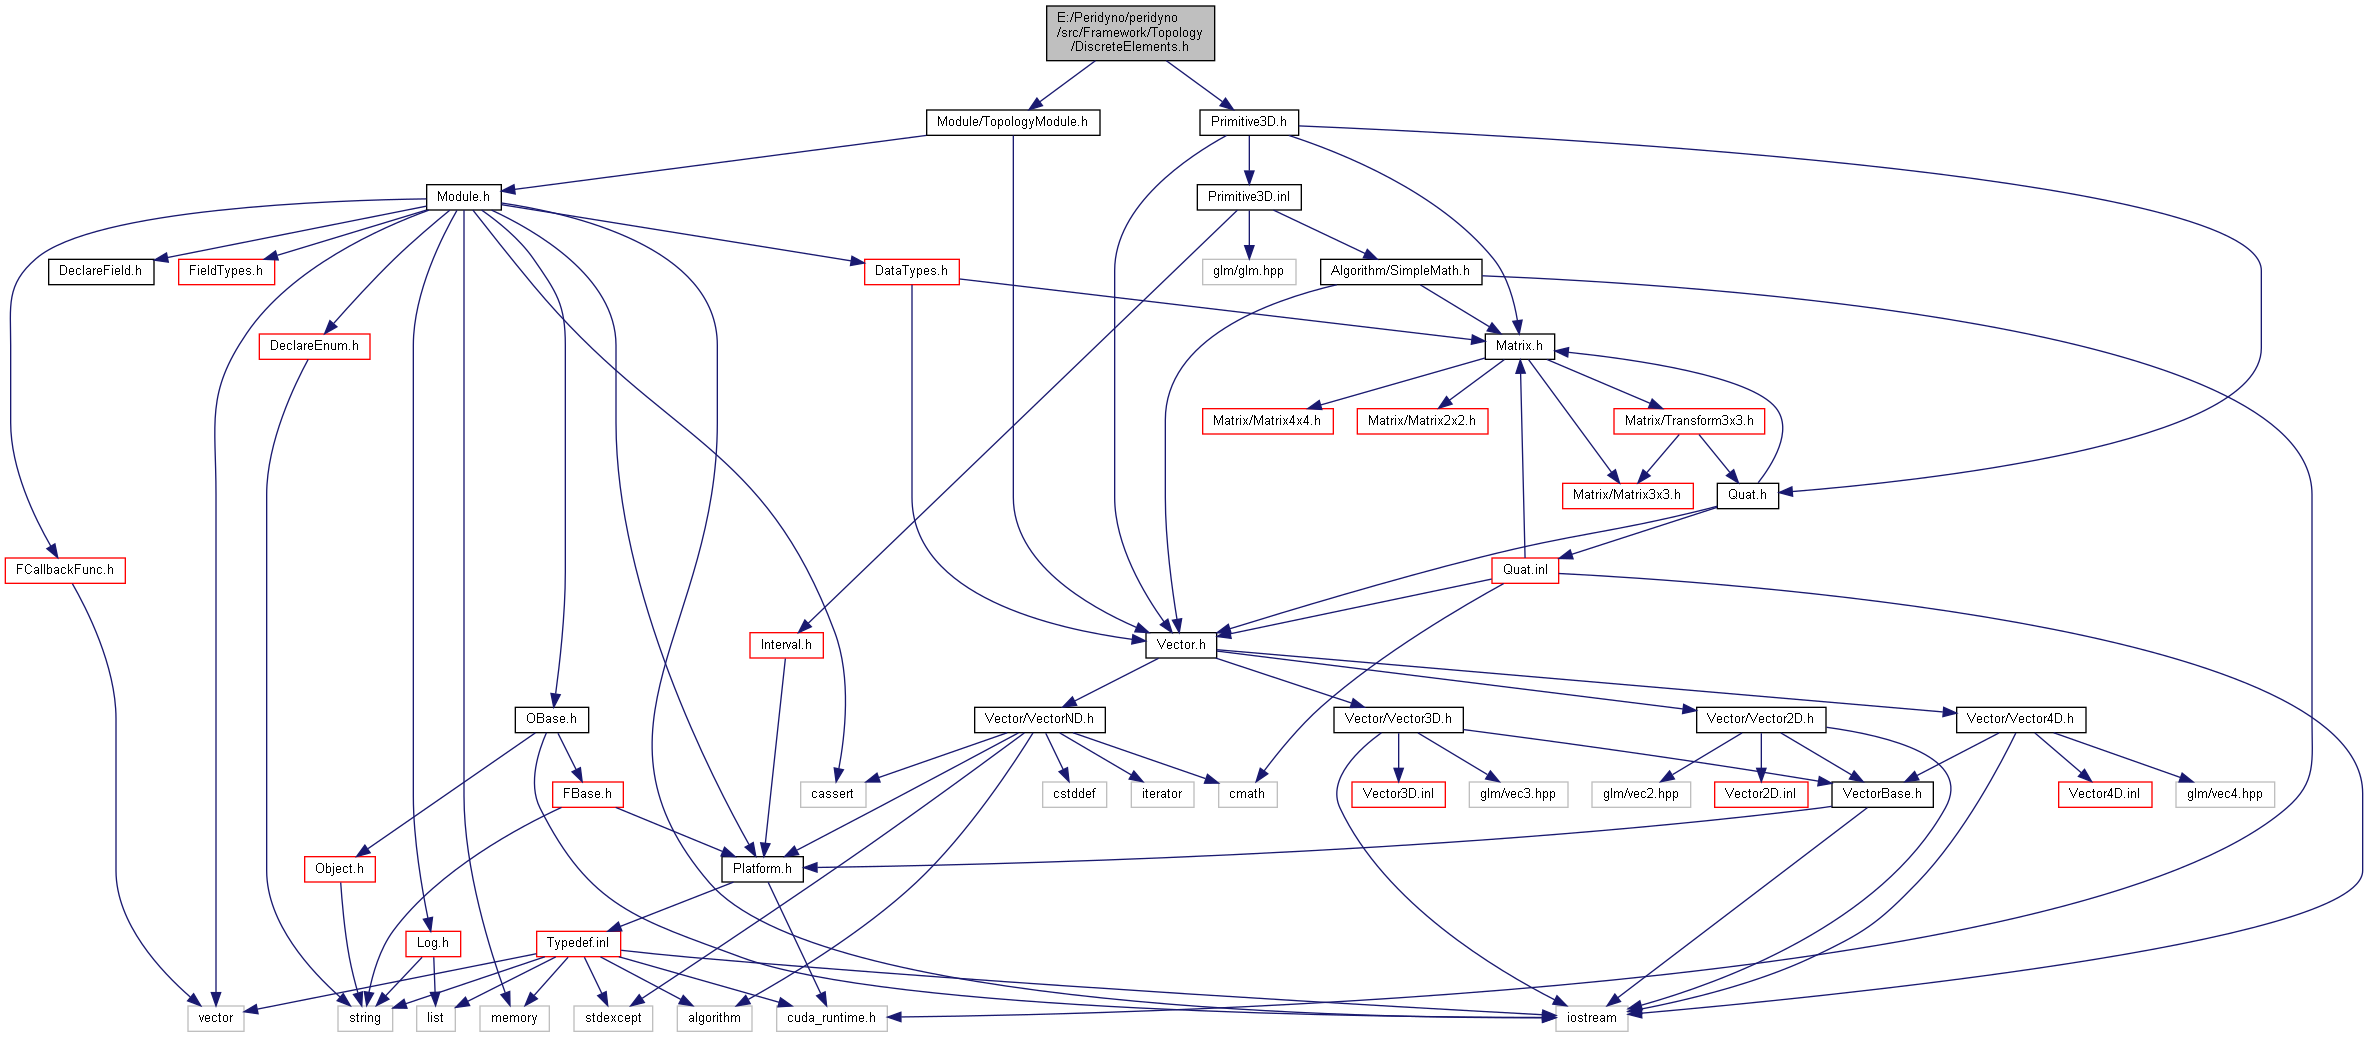 E:/Peridyno/peridyno
/src/Framework/Topology
/DiscreteElements.h
Module/TopologyModule.h
Primitive3D.h
Module.h
Primitive3D.inl
DeclareField.h
FieldTypes.h
DataTypes.h
glm/glm.hpp
Algorithm/SimpleMath.h
DeclareEnum.h
Matrix.h
Matrix/Matrix4x4.h
Matrix/Matrix2x2.h
Matrix/Transform3x3.h
Matrix/Matrix3x3.h
Quat.h
FCallbackFunc.h
Quat.inl
Interval.h
Vector.h
OBase.h
Vector/VectorND.h
Vector/Vector3D.h
Vector/Vector2D.h
Vector/Vector4D.h
FBase.h
cassert
cstddef
iterator
cmath
Vector3D.inl
glm/vec3.hpp
glm/vec2.hpp
Vector2D.inl
VectorBase.h
Vector4D.inl
glm/vec4.hpp
Object.h
Platform.h
Log.h
Typedef.inl
vector
string
list
memory
stdexcept
algorithm
cuda_runtime.h
iostream